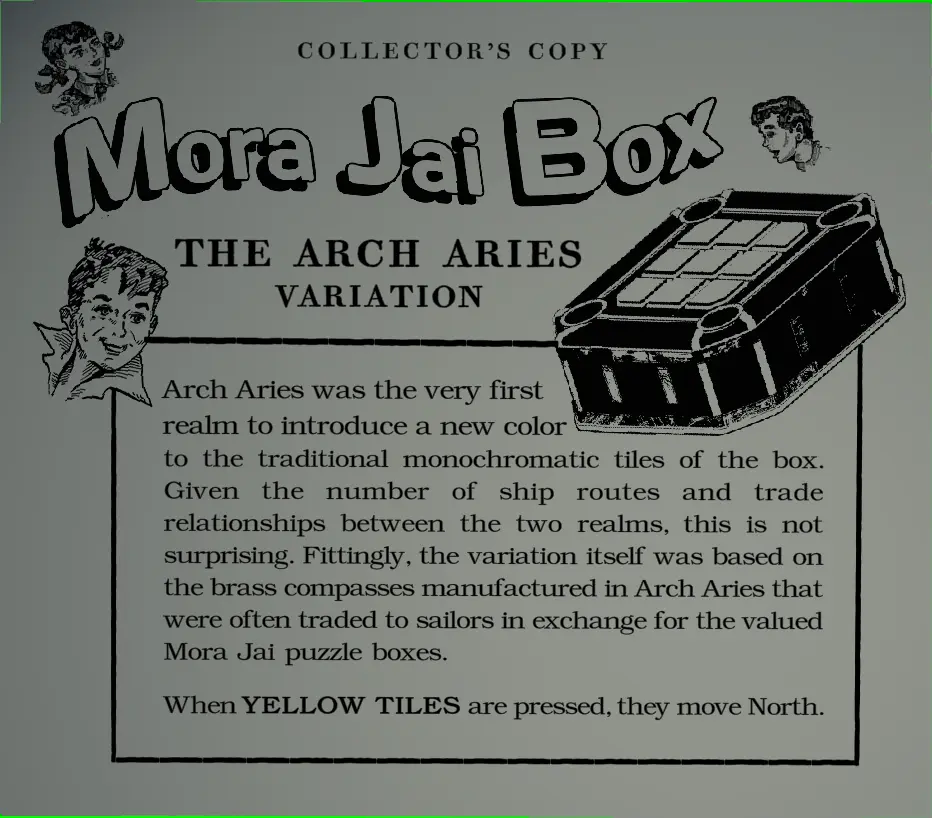 COLLECTOR'S COPY
Mora Jai Box
THE ARCH ARIES
VARIATION
Arch Aries was the very first
realm to introduce a new color
to the traditional monochromatic tiles of the box.
Given the number of ship routes and trade
relationships between the two realms, this is not
surprising. Fittingly, the variation itself was based on
the brass compasses manufactured in Arch Aries that
were often traded to sailors in exchange for the valued
Mora Jai puzzle boxes.
When YELLOW TILES are pressed, they move North.